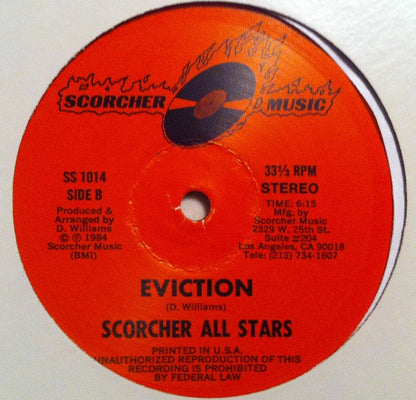 SCORCHER MUSIC
SS 1014
SIDE B
Produced &
Arranged by
D. Williams
© ℗ 1984
Scorcher Music
(BMI)
33⅓ RPM
STEREO
TIME: 6:15
Mfg. by
Scorcher Music
2329 W. 25th St.
Suite #204
Los Angeles, CA 90018
Tele: (213) 734-1607
EVICTION
(D. Williams)
SCORCHER ALL STARS
PRINTED IN U.S.A.
UNAUTHORIZED REPRODUCTION OF THIS
RECORDING IS PROHIBITED
BY FEDERAL LAW